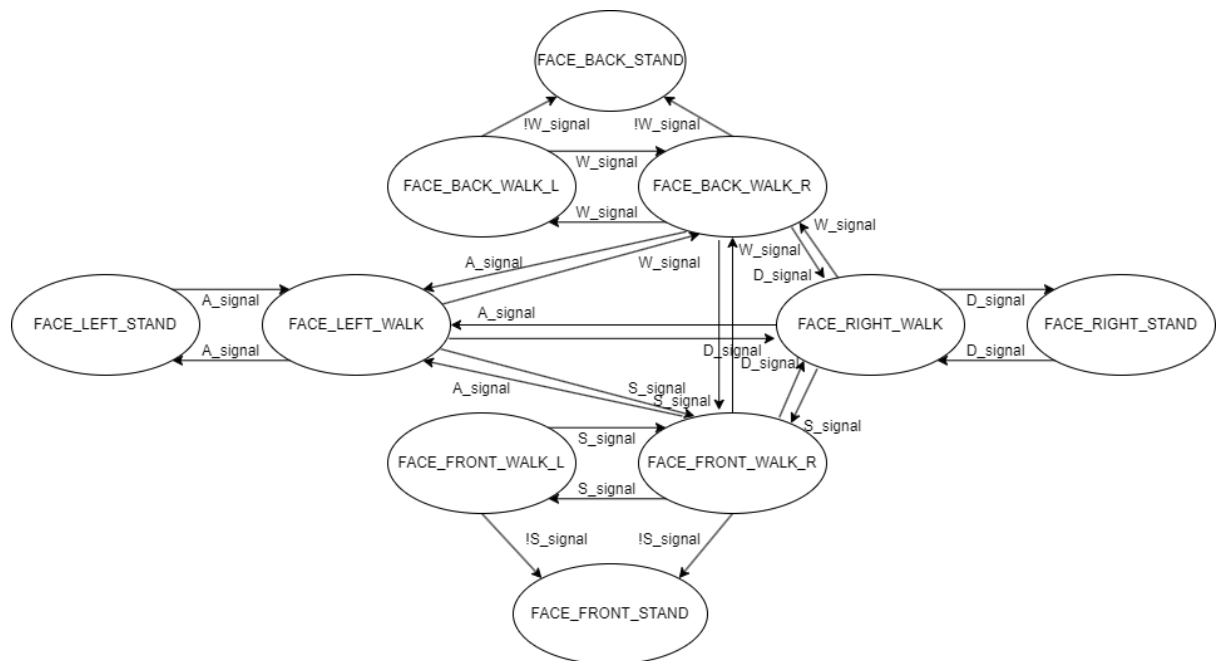 FACE_BACK_STAND
!W_signal
!W_signal
W_signal
FACE_BACK_WALK_L
FACE_BACK_WALK_R
W_signal
W_signal
W_signal
A_signal
W_signal
D_signal
A_signal
D_signal
FACE_LEFT_STAND
FACE_LEFT_WALK
A_signal
FACE_RIGHT_WALK
FACE_RIGHT_STAND
A_signal
D_signal
D_signal
D_signal
A_signal
S_signal
S_signal
S_signal
S_signal
FACE_FRONT_WALK_L
FACE_FRONT_WALK_R
S_signal
!S_signal
!S_signal
FACE_FRONT_STAND